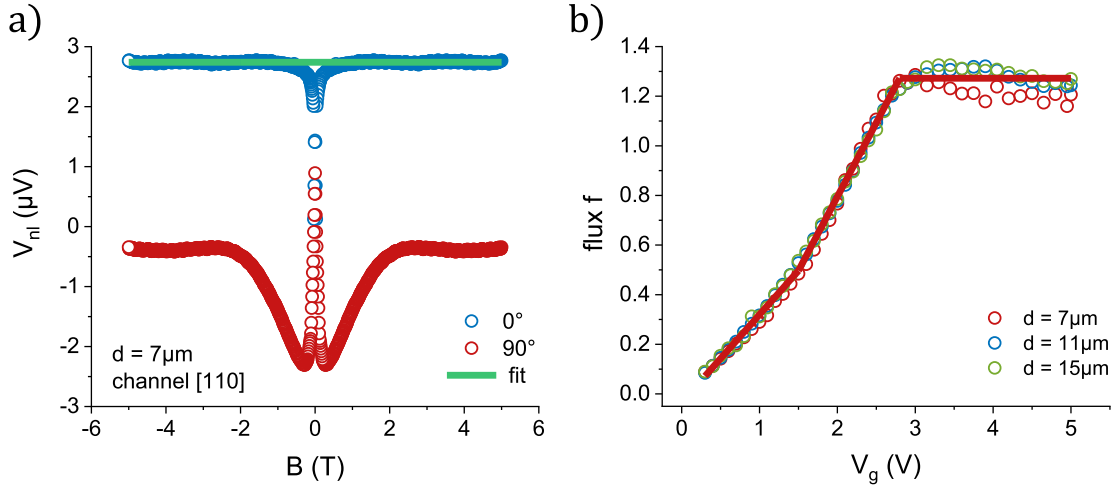 a)
3
2
1
0
-1
-2
-3
V_nl (µV)
0°
90°
fit
d = 7µm
channel [110]
-6
-4
-2
0
2
4
6
B (T)
b)
1.4
1.2
1.0
0.8
0.6
0.4
0.2
0.0
flux f
d = 7µm
d = 11µm
d = 15µm
0
1
2
3
4
5
V_g (V)